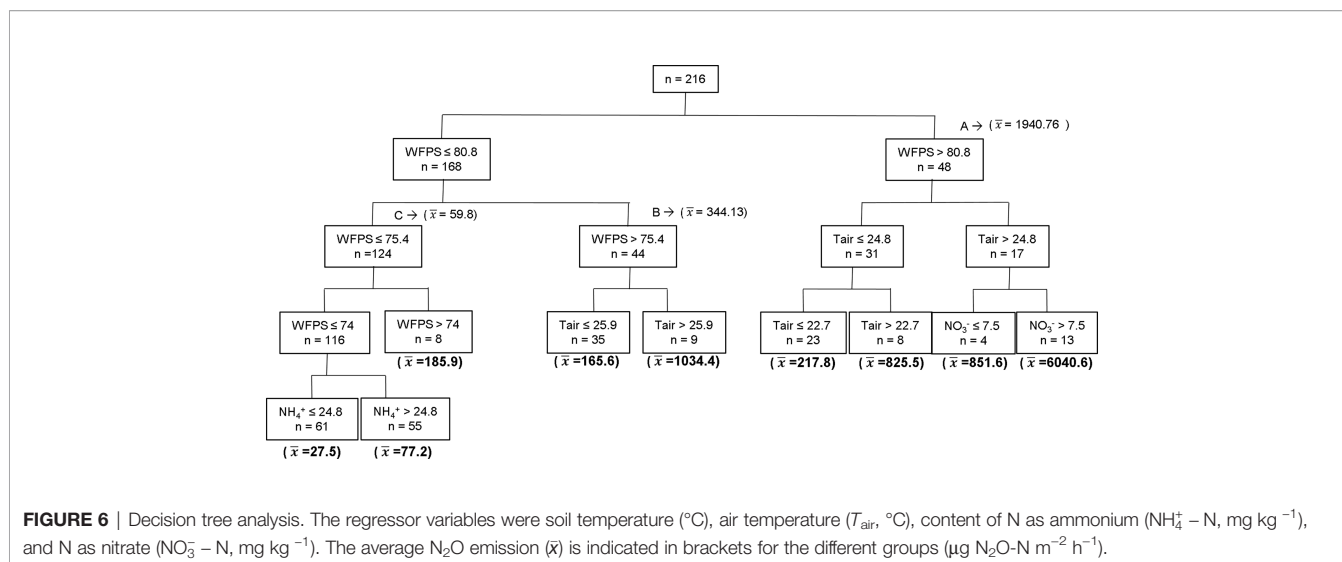 n = 216
A → ( x̅ = 1940.76 )
WFPS ≤ 80.8
n = 168
WFPS > 80.8
n = 48
C → ( x̅ = 59.8)
B → ( x̅ = 344.13)
WFPS ≤ 75.4
n =124
WFPS > 75.4
n = 44
Tair ≤ 24.8
n = 31
Tair > 24.8
n = 17
WFPS ≤ 74
n = 116
WFPS > 74
n = 8
( x̅ =185.9)
Tair ≤ 25.9
n = 35
( x̅ =165.6)
Tair > 25.9
n = 9
( x̅ =1034.4)
Tair ≤ 22.7
n = 23
( x̅ =217.8)
Tair > 22.7
n = 8
( x̅ =825.5)
NO₃⁻ ≤ 7.5
n = 4
( x̅ =851.6)
NO₃⁻ > 7.5
n = 13
( x̅ =6040.6)
NH₄⁺ ≤ 24.8
n = 61
( x̅ =27.5)
NH₄⁺ > 24.8
n = 55
( x̅ =77.2)
FIGURE 6 | Decision tree analysis. The regressor variables were soil temperature (°C), air temperature (Tair, °C), content of N as ammonium (NH₄⁺ – N, mg kg ⁻¹),
and N as nitrate (NO₃⁻ – N, mg kg ⁻¹). The average N₂O emission (x̅) is indicated in brackets for the different groups (μg N₂O-N m⁻² h⁻¹).